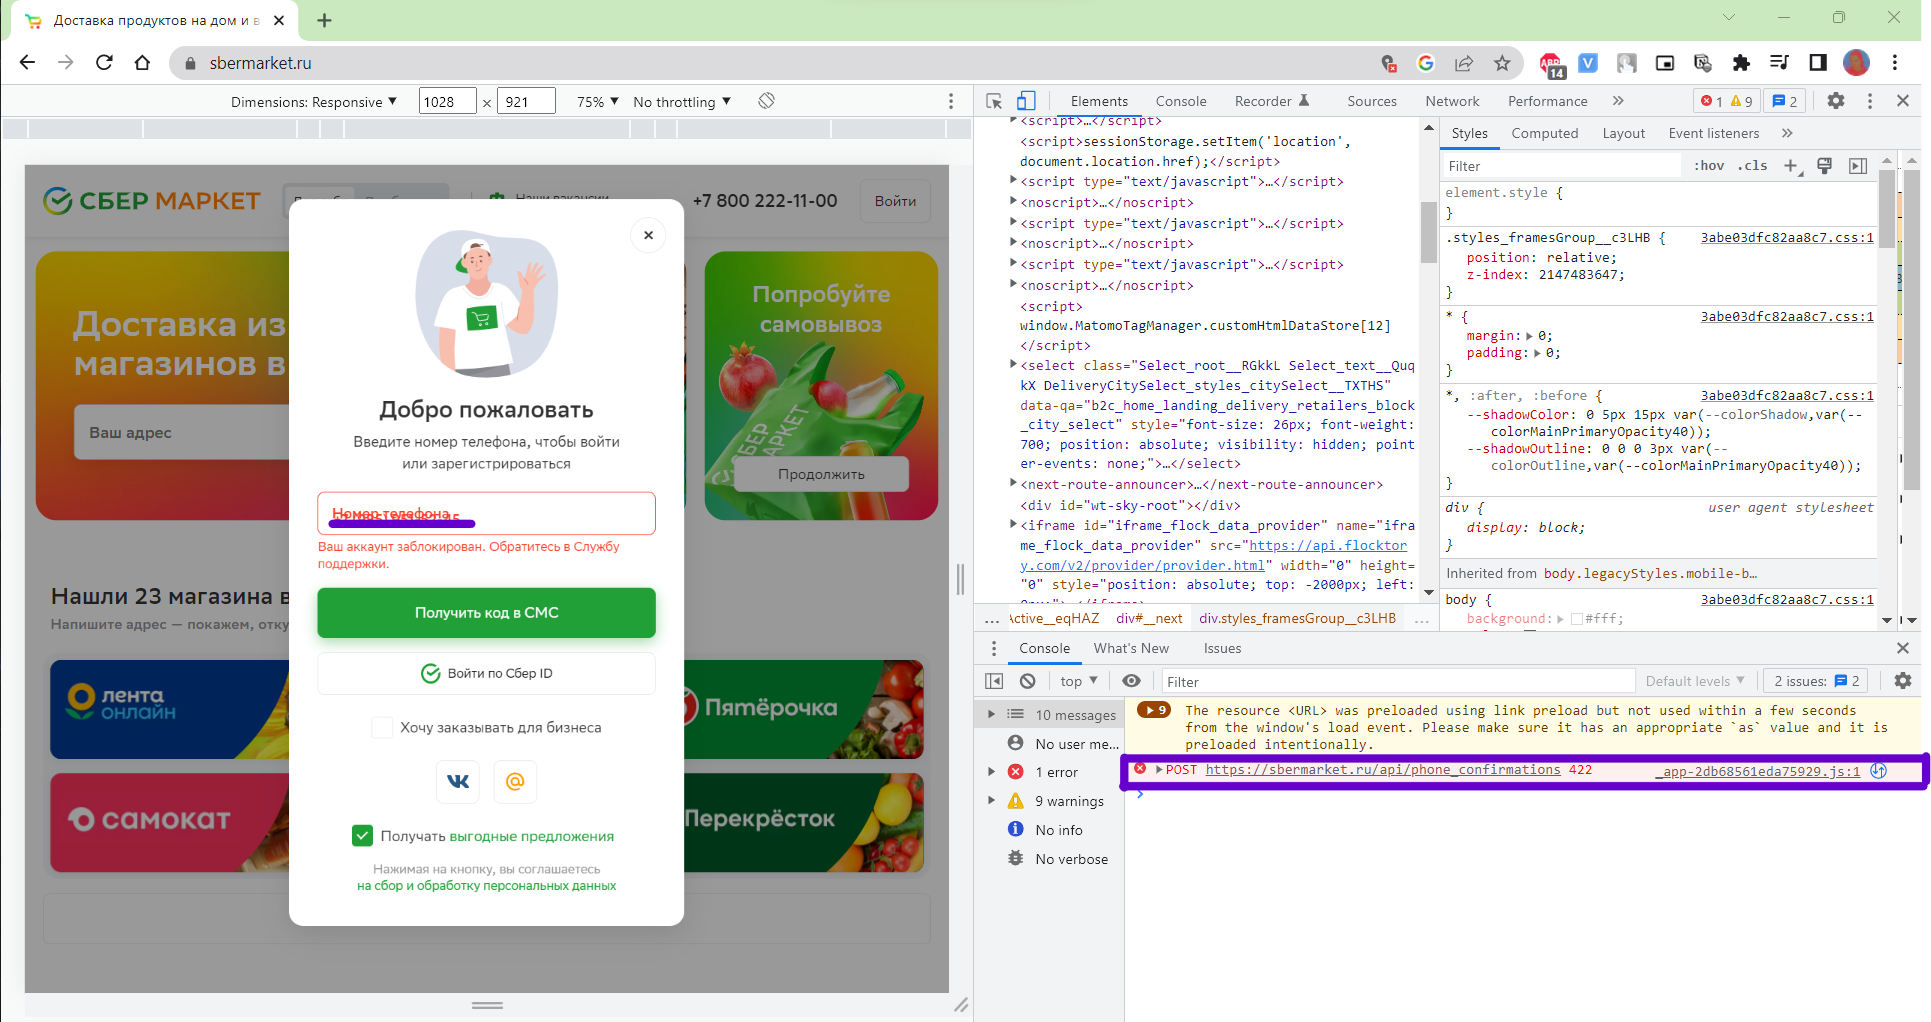 Доставка продуктов на дом и в
sbermarket.ru
14
Dimensions: Responsive
1028 × 921
75%
No throttling
СБЕР МАРКЕТ
Наши вакансии
+7 800 222-11-00
Войти
Доставка из
магазинов в
Ваш адрес
Попробуйте
самовывоз
СБЕР
МАРКЕТ
Продолжить
Добро пожаловать
Введите номер телефона, чтобы войти
или зарегистрироваться
Номер телефона
Ваш аккаунт заблокирован. Обратитесь в Службу
поддержки.
Получить код в СМС
Войти по Сбер ID
Хочу заказывать для бизнеса
Получать выгодные предложения
Нажимая на кнопку, вы соглашаетесь
на сбор и обработку персональных данных
Нашли 23 магазина в
Напишите адрес — покажем, отку
лента
онлайн
Пятёрочка
самокат
Перекрёсток
Elements
Console
Recorder
Sources
Network
Performance
1
9
2
<script>…</script>
<script>sessionStorage.setItem('location',
document.location.href);</script>
<script type="text/javascript">…</script>
<noscript>…</noscript>
<script type="text/javascript">…</script>
<noscript>…</noscript>
<script type="text/javascript">…</script>
<noscript>…</noscript>
<script>
window.MatomoTagManager.customHtmlDataStore[12]
</script>
<select class="Select_root__RGkkL Select_text__Quq
kX DeliveryCitySelect_styles_citySelect__TXTHS"
data-qa="b2c_home_landing_delivery_retailers_block
_city_select" style="font-size: 26px; font-weight:
700; position: absolute; visibility: hidden; point
er-events: none;">…</select>
<next-route-announcer>…</next-route-announcer>
<div id="wt-sky-root"></div>
<iframe id="iframe_flock_data_provider" name="ifra
me_flock_data_provider" src="https://api.flocktor
y.com/v2/provider/provider.html" width="0" height=
"0" style="position: absolute; top: -2000px; left:
… Active__eqHAZ div#__next div.styles_framesGroup__c3LHB …
Styles
Computed
Layout
Event listeners
Filter
:hov .cls
element.style {
}
.styles_framesGroup__c3LHB { 3abe03dfc82aa8c7.css:1
position: relative;
z-index: 2147483647;
}
* { 3abe03dfc82aa8c7.css:1
margin: 0;
padding: 0;
}
*, :after, :before { 3abe03dfc82aa8c7.css:1
--shadowColor: 0 5px 15px var(--colorShadow,var(--
colorMainPrimaryOpacity40));
--shadowOutline: 0 0 0 3px var(--
colorOutline,var(--colorMainPrimaryOpacity40));
}
div { user agent stylesheet
display: block;
}
Inherited from body.legacyStyles.mobile-b…
body { 3abe03dfc82aa8c7.css:1
background: #fff;
Console
What's New
Issues
top
Filter
Default levels
2 issues: 2
10 messages
No user me…
1 error
9 warnings
No info
No verbose
9
The resource <URL> was preloaded using link preload but not used within a few seconds
from the window's load event. Please make sure it has an appropriate `as` value and it is
preloaded intentionally.
POST https://sbermarket.ru/api/phone_confirmations 422 _app-2db68561eda75929.js:1